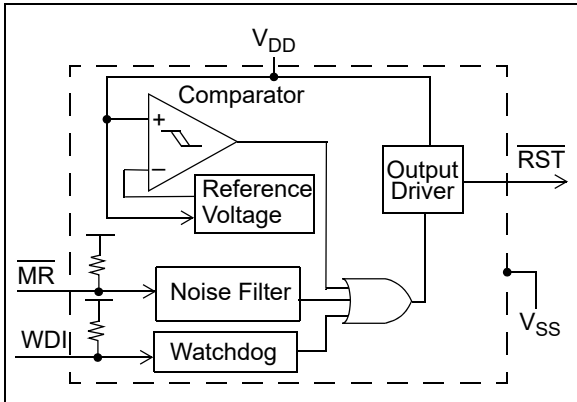 VDD
Comparator
+
−
Reference
Voltage
Output
Driver
RST
MR
Noise Filter
WDI
Watchdog
VSS